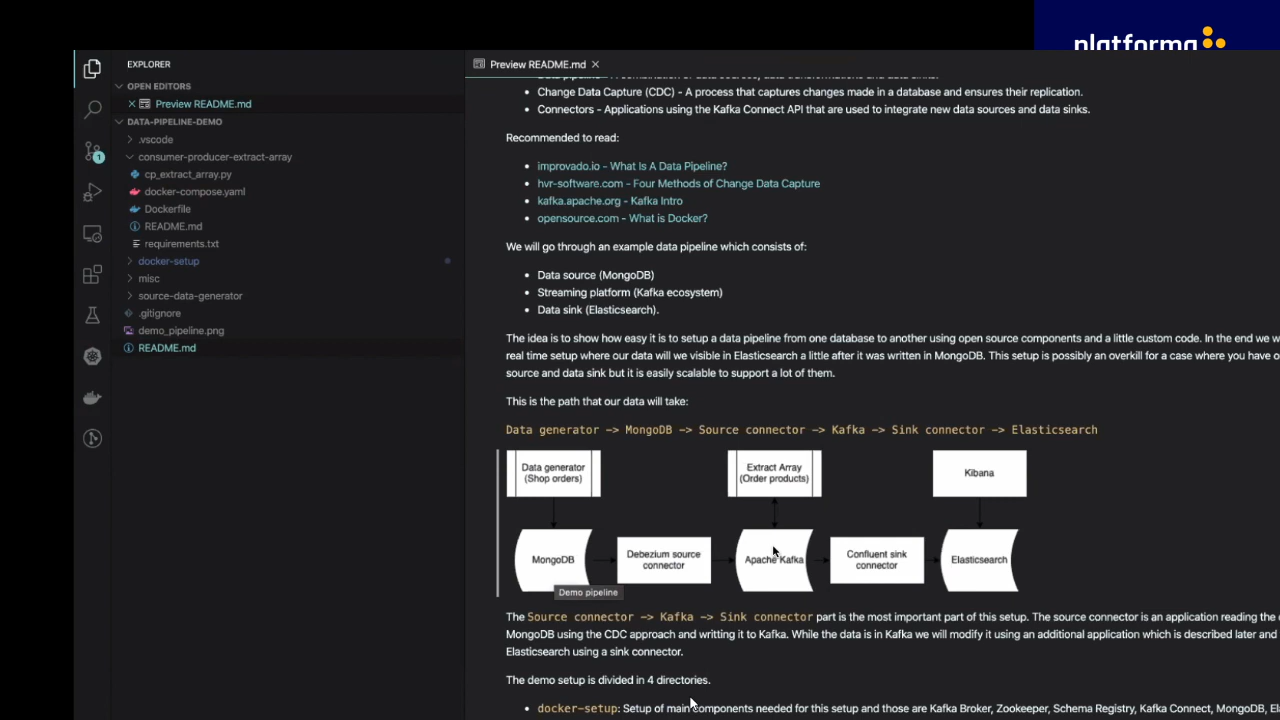 platforma
EXPLORER
OPEN EDITORS
Preview README.md
DATA-PIPELINE-DEMO
.vscode
consumer-producer-extract-array
cp_extract_array.py
docker-compose.yaml
Dockerfile
README.md
requirements.txt
docker-setup
misc
source-data-generator
.gitignore
demo_pipeline.png
README.md
1
Preview README.md
Change Data Capture (CDC) - A process that captures changes made in a database and ensures their replication.
Connectors - Applications using the Kafka Connect API that are used to integrate new data sources and data sinks.
Recommended to read:
improvado.io - What Is A Data Pipeline?
hvr-software.com - Four Methods of Change Data Capture
kafka.apache.org - Kafka Intro
opensource.com - What is Docker?
We will go through an example data pipeline which consists of:
Data source (MongoDB)
Streaming platform (Kafka ecosystem)
Data sink (Elasticsearch).
The idea is to show how easy it is to setup a data pipeline from one database to another using open source components and a little custom code. In the end we w
real time setup where our data will we visible in Elasticsearch a little after it was written in MongoDB. This setup is possibly an overkill for a case where you have o
source and data sink but it is easily scalable to support a lot of them.
This is the path that our data will take:
Data generator -> MongoDB -> Source connector -> Kafka -> Sink connector -> Elasticsearch
Data generator
(Shop orders)
Extract Array
(Order products)
Kibana
MongoDB
Debezium source
connector
Apache Kafka
Confluent sink
connector
Elasticsearch
Demo pipeline
The Source connector -> Kafka -> Sink connector part is the most important part of this setup. The source connector is an application reading the
MongoDB using the CDC approach and writting it to Kafka. While the data is in Kafka we will modify it using an additional application which is described later and
Elasticsearch using a sink connector.
The demo setup is divided in 4 directories.
docker-setup: Setup of main components needed for this setup and those are Kafka Broker, Zookeeper, Schema Registry, Kafka Connect, MongoDB, El